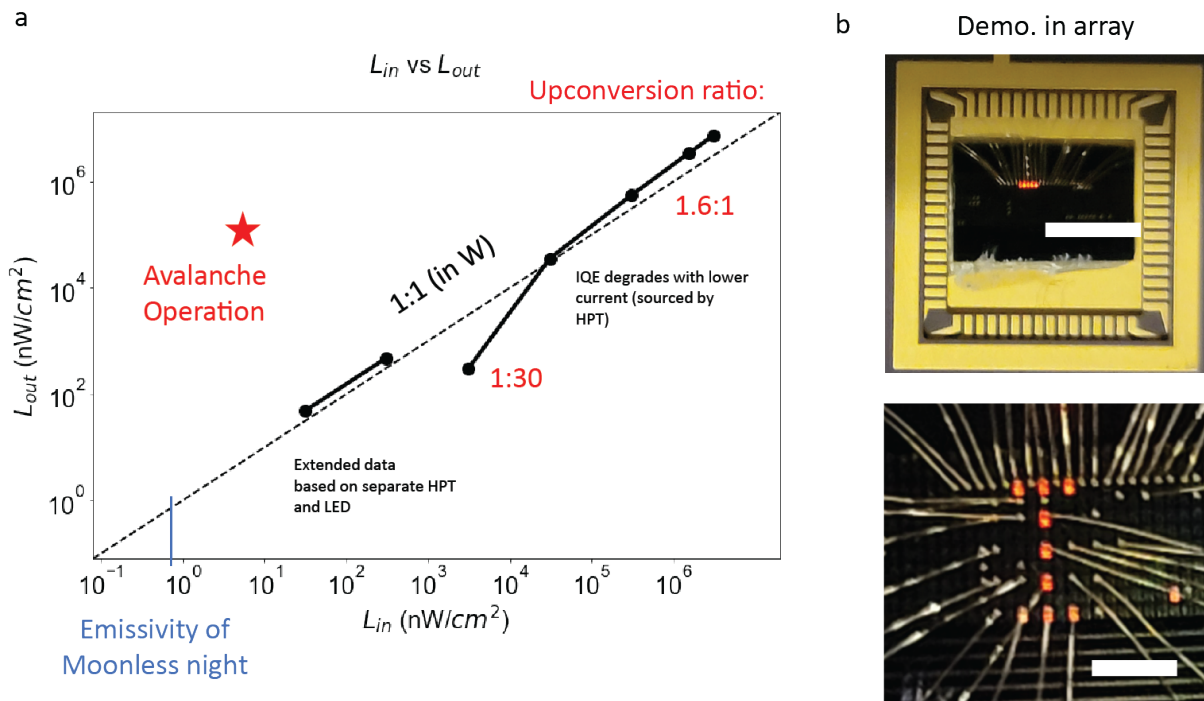 a
L_in vs L_out
Upconversion ratio:
10^6
10^4
10^2
10^0
L_out (nW/cm^2)
Avalanche
Operation
1:1 (in W)
1.6:1
IQE degrades with lower
current (sourced by
HPT)
1:30
Extended data
based on separate HPT
and LED
10^−1
10^0
10^1
10^2
10^3
10^4
10^5
10^6
L_in (nW/cm^2)
Emissivity of
Moonless night
b
Demo. in array